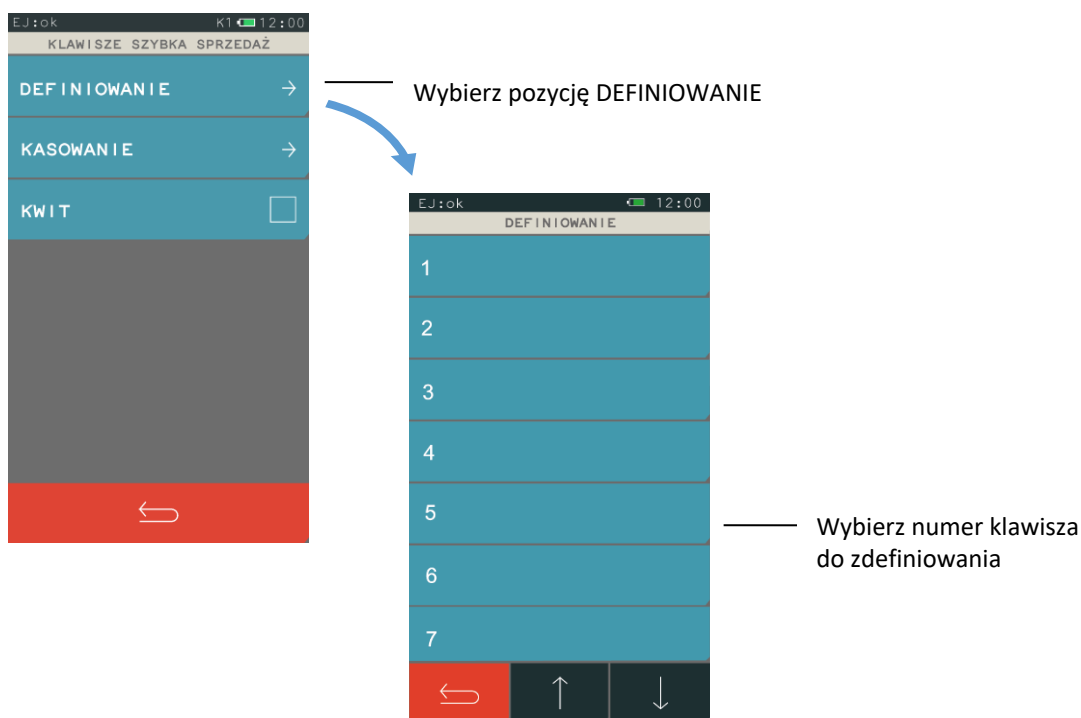 EJ:ok K1 12:00
KLAWISZE SZYBKA SPRZEDAŻ
DEFINIOWANIE
KASOWANIE
KWIT
Wybierz pozycję DEFINIOWANIE
EJ:ok 12:00
DEFINIOWANIE
1
2
3
4
5
6
7
Wybierz numer klawisza
do zdefiniowania